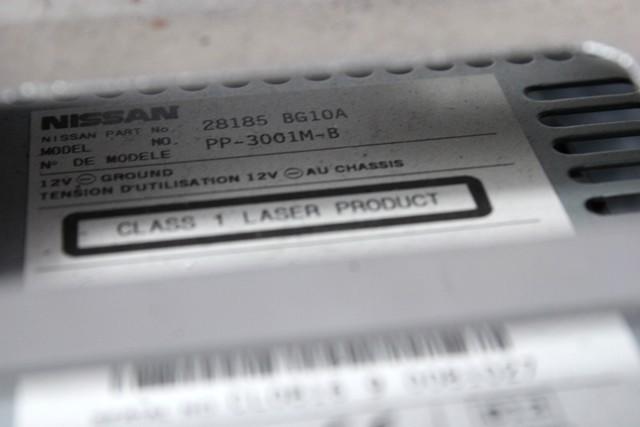 NISSAN
NISSAN PART No. 28185 BG10A
MODEL NO. PP-3001M-B
N° DE MODELE
12V ⊖ GROUND
TENSION D'UTILISATION 12V ⊖ AU CHASSIS
CLASS 1 LASER PRODUCT